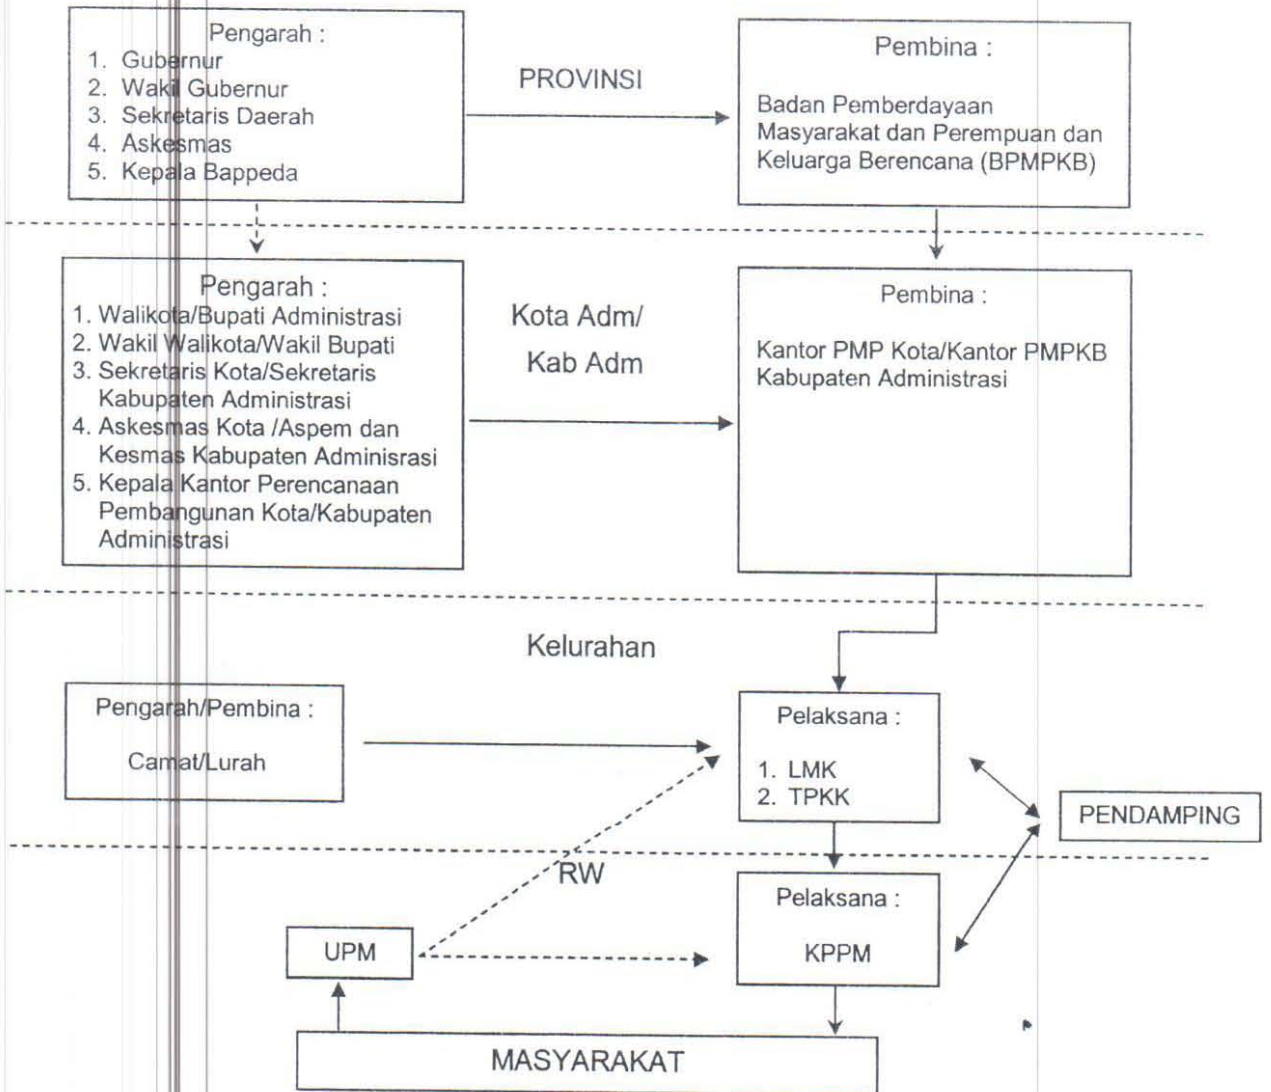 Pengarah :
1. Gubernur
2. Wakil Gubernur
3. Sekretaris Daerah
4. Askesmas
5. Kepala Bappeda
PROVINSI
Pembina :
Badan Pemberdayaan
Masyarakat dan Perempuan dan
Keluarga Berencana (BPMPKB)
Pengarah :
1. Walikota/Bupati Administrasi
2. Wakil Walikota/Wakil Bupati
3. Sekretaris Kota/Sekretaris
Kabupaten Administrasi
4. Askesmas Kota /Aspem dan
Kesmas Kabupaten Adminisrasi
5. Kepala Kantor Perencanaan
Pembangunan Kota/Kabupaten
Administrasi
Kota Adm/
Kab Adm
Pembina :
Kantor PMP Kota/Kantor PMPKB
Kabupaten Administrasi
Kelurahan
Pengarah/Pembina :
Camat/Lurah
Pelaksana :
1. LMK
2. TPKK
PENDAMPING
RW
UPM
Pelaksana :
KPPM
MASYARAKAT